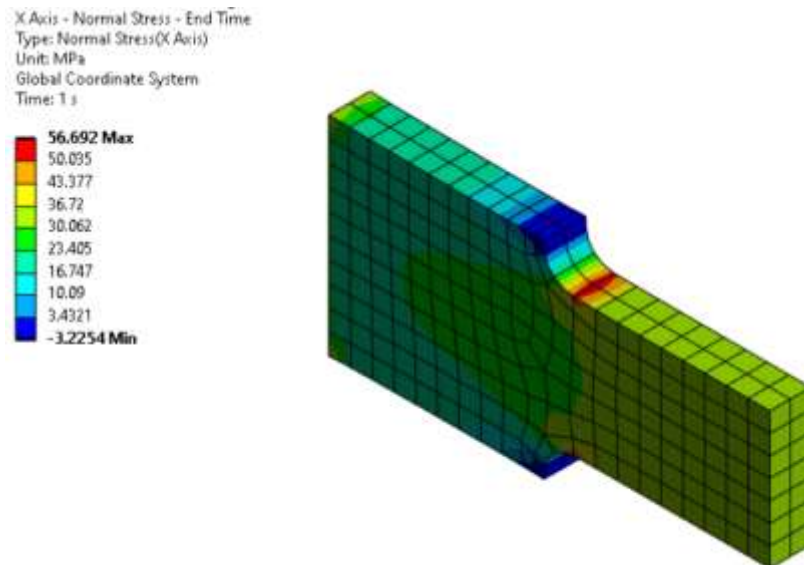 X Axis - Normal Stress - End Time
Type: Normal Stress(X Axis)
Unit: MPa
Global Coordinate System
Time: 1 s
56.692 Max
50.035
43.377
36.72
30.062
23.405
16.747
10.09
3.4321
-3.2254 Min